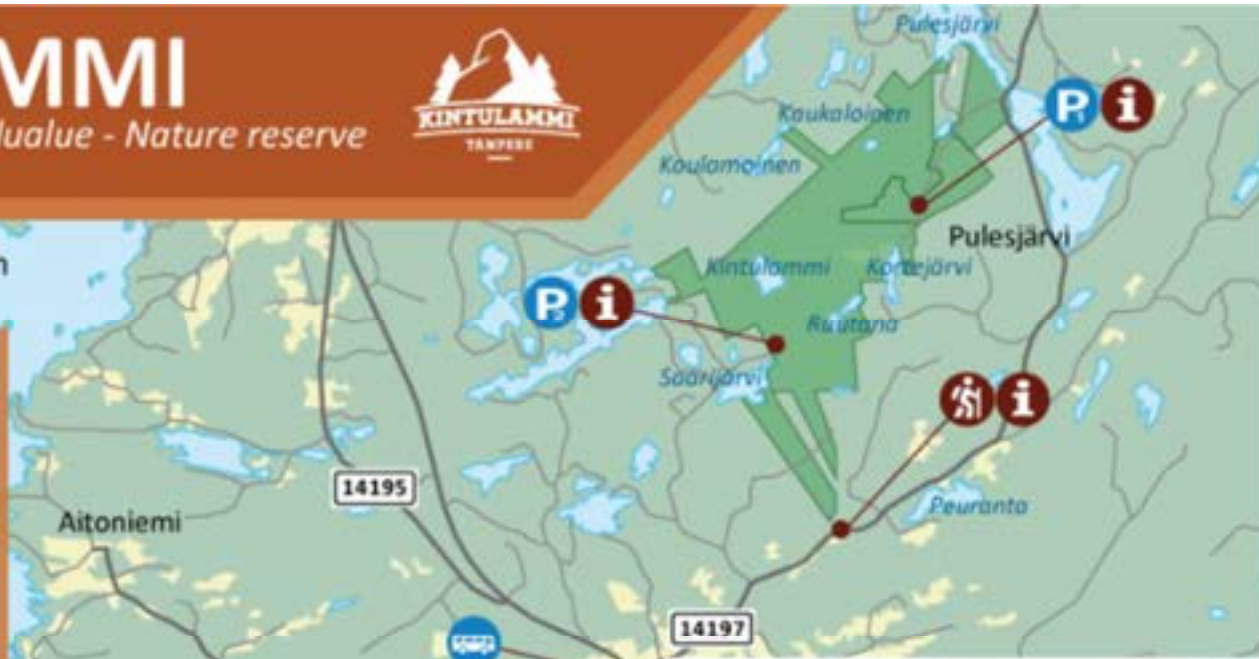 MMI
lualue - Nature reserve
KINTULAMMI
TAMPERE
Pulesjärvi
Kaukaloinen
P
i
Koulamoinen
Pulesjärvi
n
Kintulammi
Kortejärvi
P
i
Ruutana
Saarijärvi
i
14195
Peuranta
Aitoniemi
14197